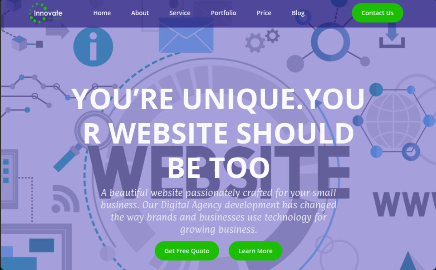 Innovate
Home About Service Portfolio Price Blog Contact Us
YOU'RE UNIQUE.YOU
R WEBSITE SHOULD
BE TOO
WEBSITE
WWW
A beautiful website passionately crafted for your small
business. Our Digital Agency development has changed
the way brands and businesses use technology for
growing business.
Get Free Quote Learn More